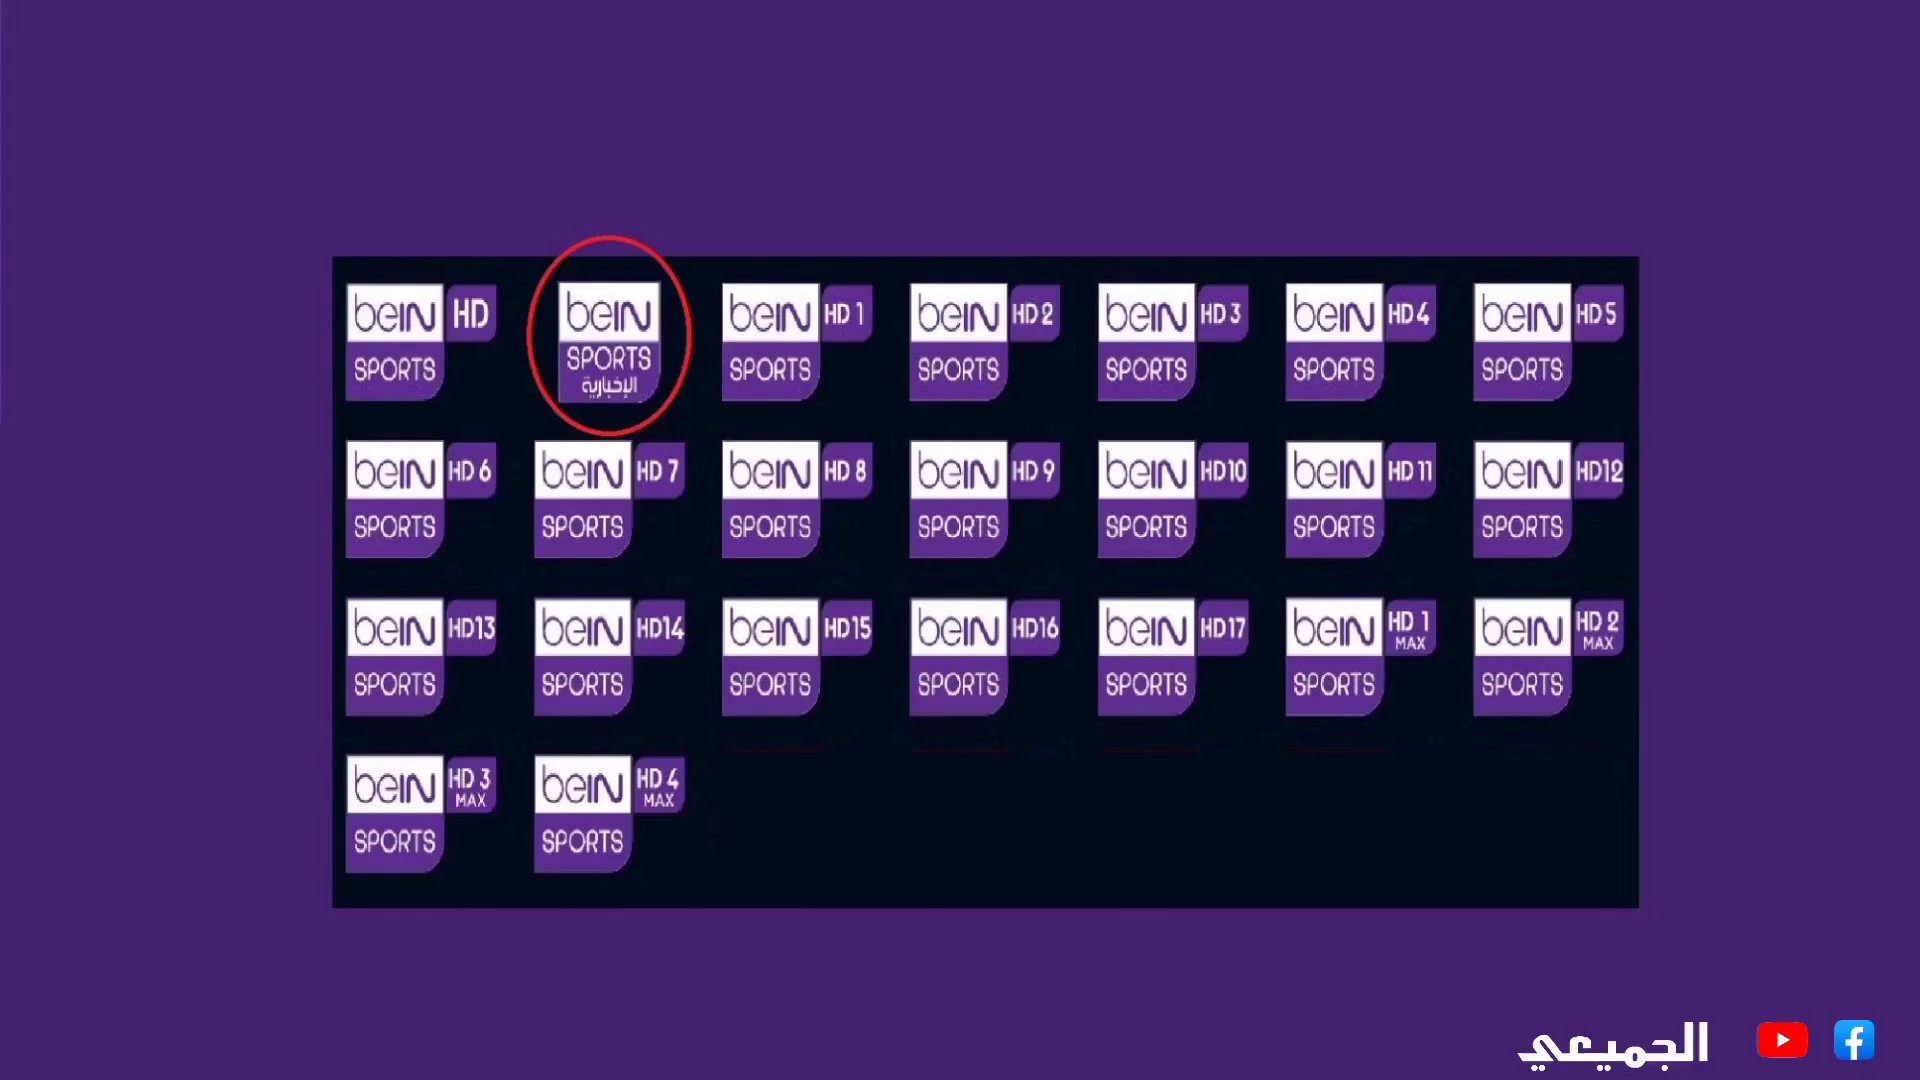 beIN HD
SPORTS
beIN
SPORTS
الإخبارية
beIN HD 1
SPORTS
beIN HD 2
SPORTS
beIN HD 3
SPORTS
beIN HD 4
SPORTS
beIN HD 5
SPORTS
beIN HD 6
SPORTS
beIN HD 7
SPORTS
beIN HD 8
SPORTS
beIN HD 9
SPORTS
beIN HD10
SPORTS
beIN HD11
SPORTS
beIN HD12
SPORTS
beIN HD13
SPORTS
beIN HD14
SPORTS
beIN HD15
SPORTS
beIN HD16
SPORTS
beIN HD17
SPORTS
beIN HD 1
MAX
SPORTS
beIN HD 2
MAX
SPORTS
beIN HD 3
MAX
SPORTS
beIN HD 4
MAX
SPORTS
الجميعي